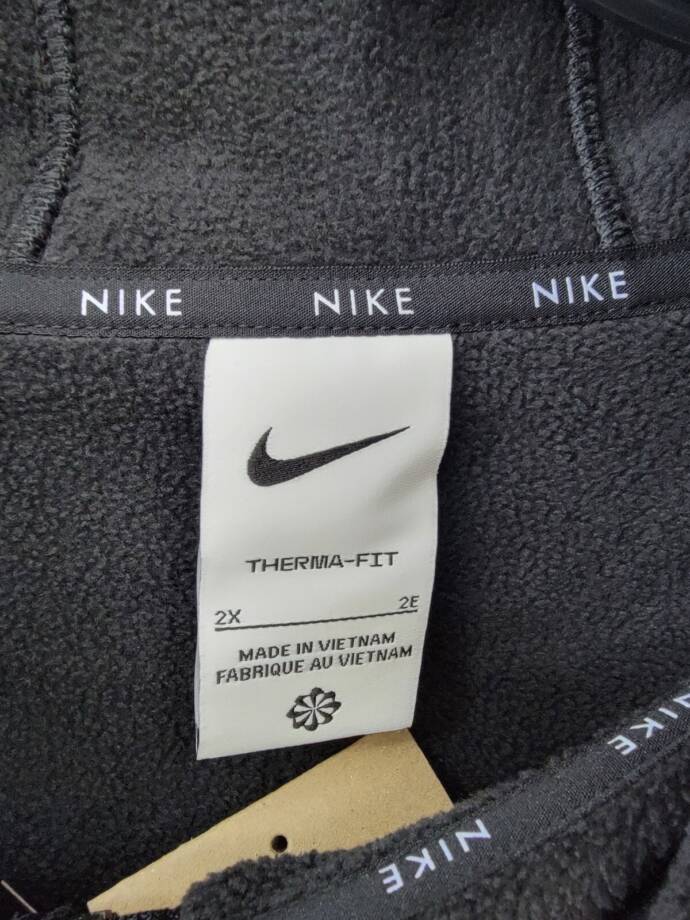 NIKE NIKE NIKE
THERMA-FIT
2X 2E
MADE IN VIETNAM
FABRIQUE AU VIETNAM
NIKE
NIKE